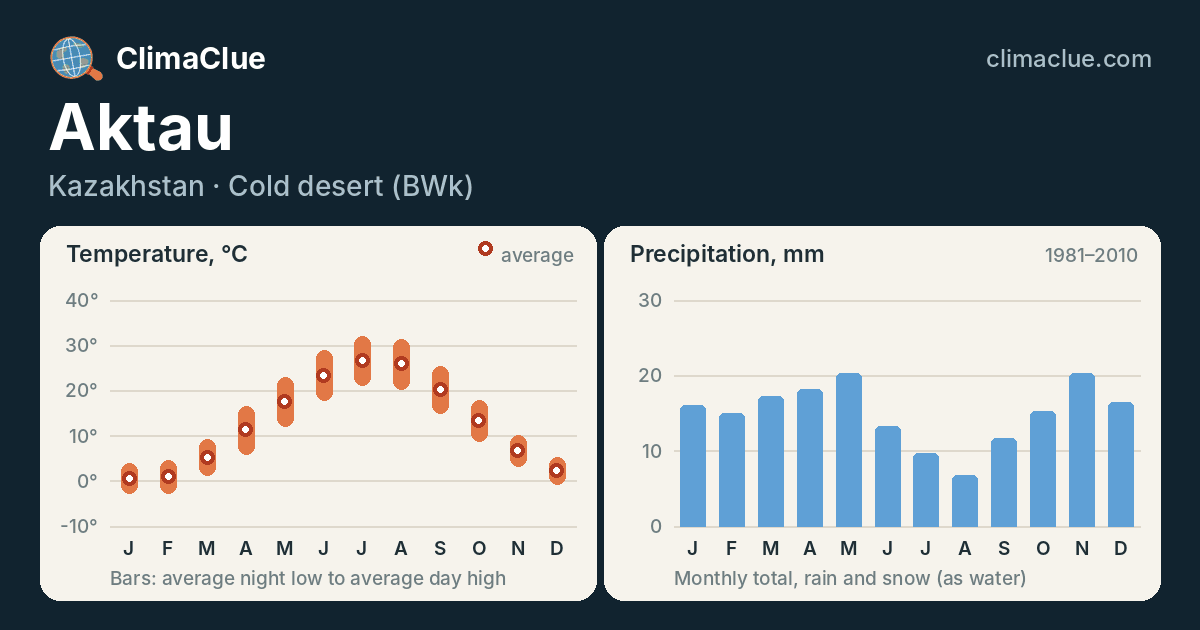 ClimaClue
climaclue.com
Aktau
Kazakhstan · Cold desert (BWk)
Temperature, °C
average
40°
30°
20°
10°
0°
-10°
J F M A M J J A S O N D
Bars: average night low to average day high
Precipitation, mm
1981–2010
30
20
10
0
J F M A M J J A S O N D
Monthly total, rain and snow (as water)